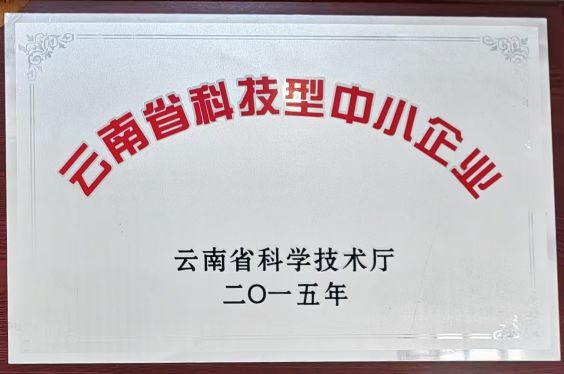 云南省科技型中小企业
云南省科学技术厅
二〇一五年